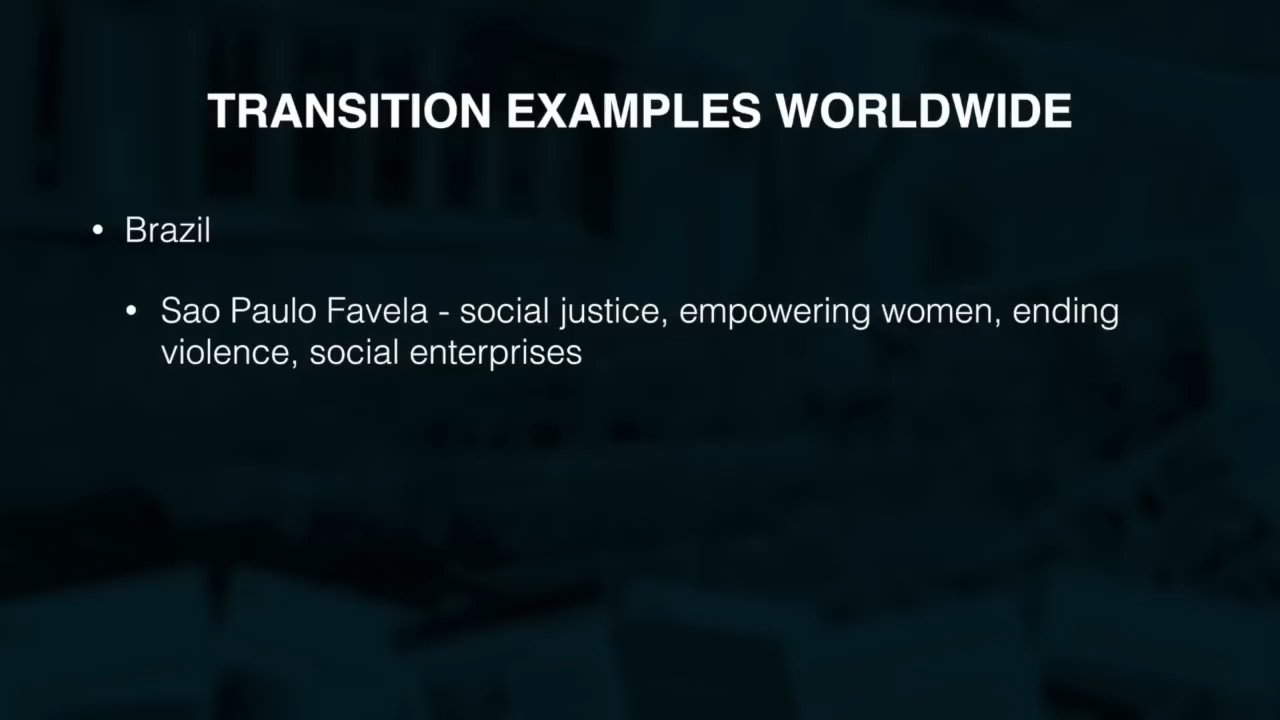 TRANSITION EXAMPLES WORLDWIDE
• Brazil
• Sao Paulo Favela - social justice, empowering women, ending
violence, social enterprises